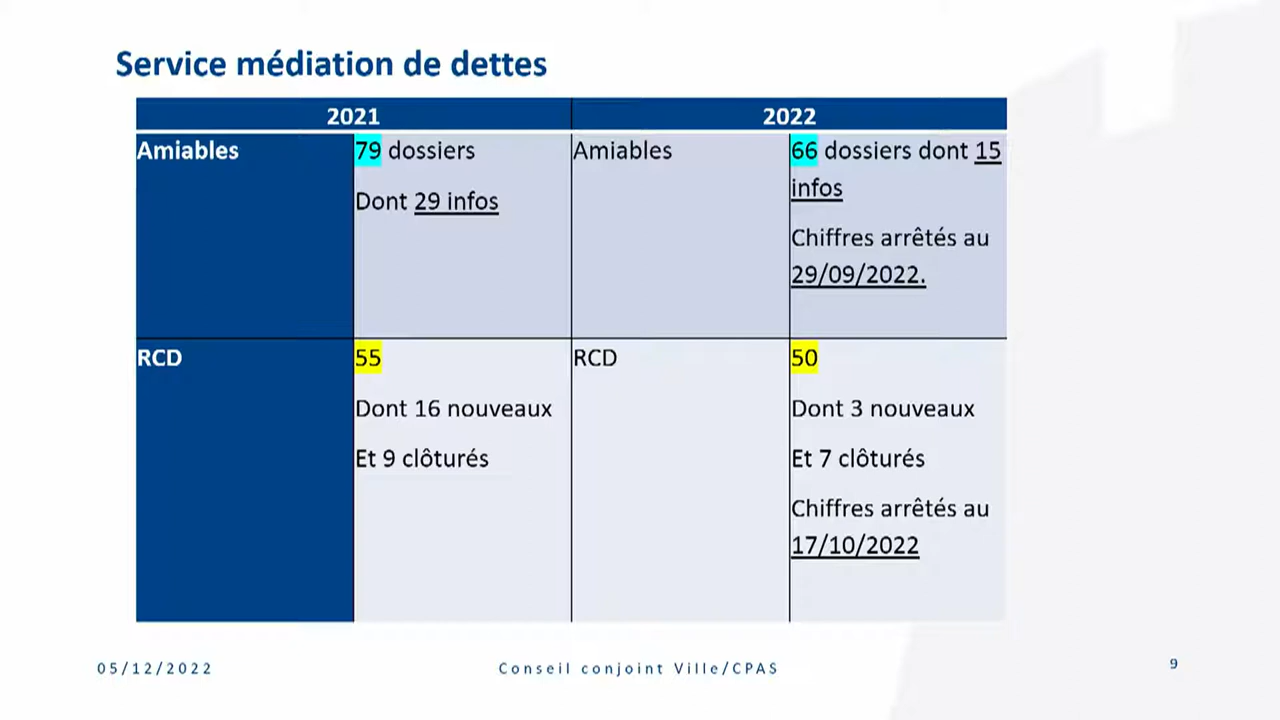 Service médiation de dettes
2021
2022
Amiables
79 dossiers
Dont 29 infos
Amiables
66 dossiers dont 15
infos
Chiffres arrêtés au
29/09/2022.
RCD
55
Dont 16 nouveaux
Et 9 clôturés
RCD
50
Dont 3 nouveaux
Et 7 clôturés
Chiffres arrêtés au
17/10/2022
05/12/2022
Conseil conjoint Ville/CPAS
9